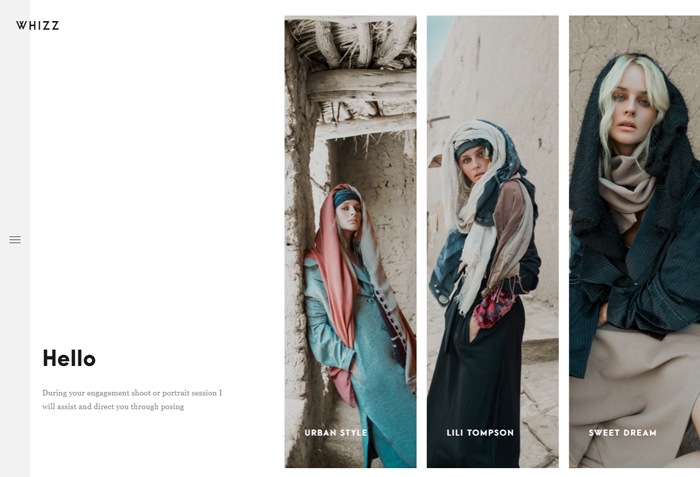 WHIZZ
Hello
During your engagement shoot or portrait session I
will assist and direct you through posing
URBAN STYLE
LILI TOMPSON
SWEET DREAM